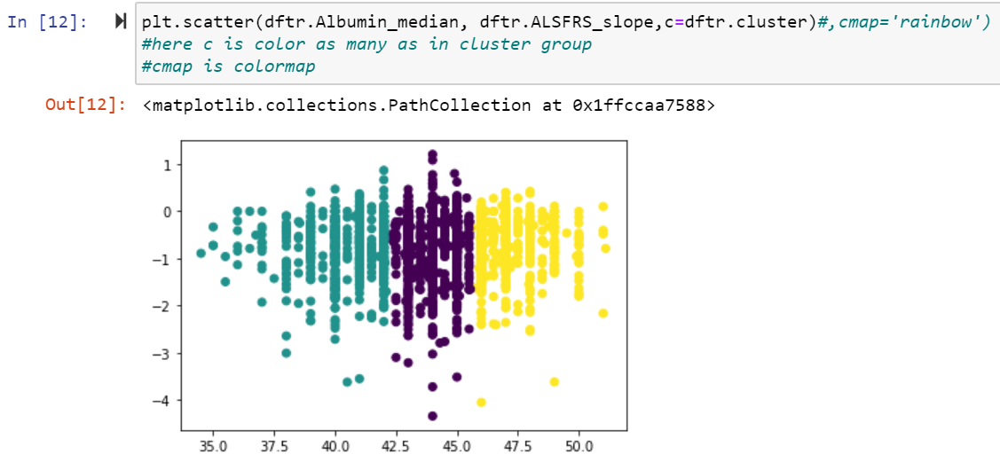 In [12]: plt.scatter(dftr.Albumin_median, dftr.ALSFRS_slope,c=dftr.cluster)#,cmap='rainbow')
#here c is color as many as in cluster group
#cmap is colormap
Out[12]: <matplotlib.collections.PathCollection at 0x1ffccaa7588>
1
0
−1
−2
−3
−4
35.0 37.5 40.0 42.5 45.0 47.5 50.0